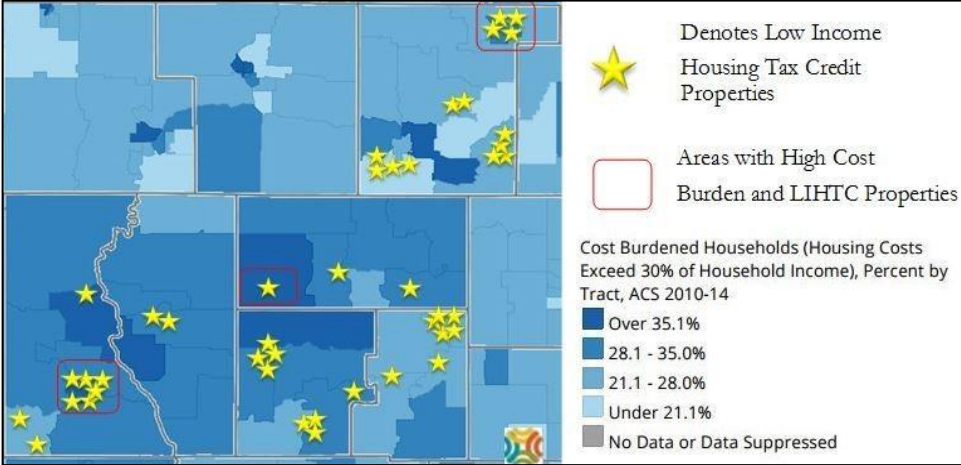 Denotes Low Income
Housing Tax Credit
Properties
Areas with High Cost
Burden and LIHTC Properties
Cost Burdened Households (Housing Costs
Exceed 30% of Household Income), Percent by
Tract, ACS 2010-14
Over 35.1%
28.1 - 35.0%
21.1 - 28.0%
Under 21.1%
No Data or Data Suppressed